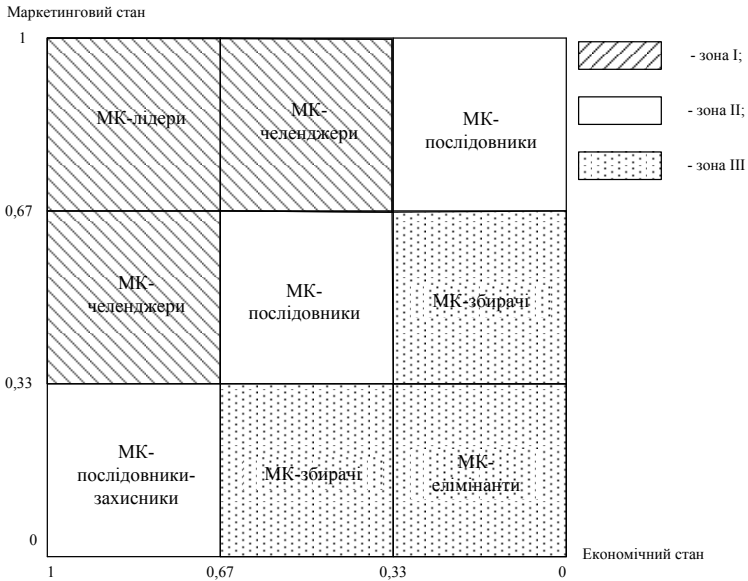 Маркетинговий стан
1
МК-лідери
МК-
челенджери
МК-
послідовники
- зона I;
- зона II;
- зона III
0,67
МК-
челенджери
МК-
послідовники
МК-збирачі
0,33
МК-
послідовники-
захисники
МК-збирачі
МК-
елімінанти
0
1
0,67
0,33
0
Економічний стан